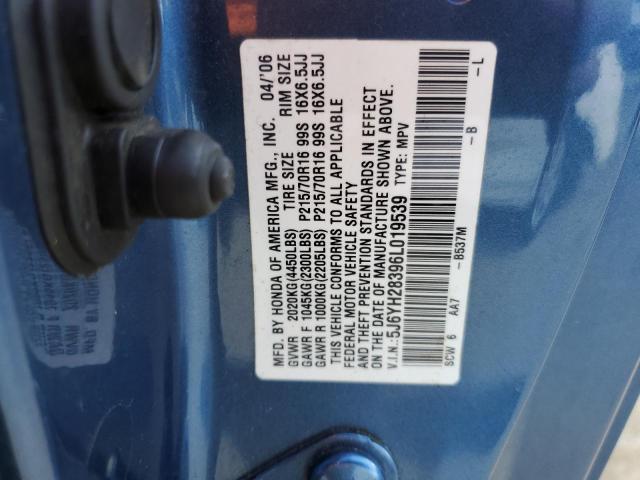 MFD. BY HONDA OF AMERICA MFG., INC. 04/'06
GVWR 2020KG(4450LBS) TIRE SIZE RIM SIZE
GAWR F 1045KG(2300LBS) P215/70R16 99S 16X6.5JJ
GAWR R 1000KG(2205LBS) P215/70R16 99S 16X6.5JJ
THIS VEHICLE CONFORMS TO ALL APPLICABLE
FEDERAL MOTOR VEHICLE SAFETY
AND THEFT PREVENTION STANDARDS IN EFFECT
ON THE DATE OF MANUFACTURE SHOWN ABOVE.
V.I.N.:5J6YH28396L019539 TYPE: MPV
SCW 6 AA7 -B537M -B -L